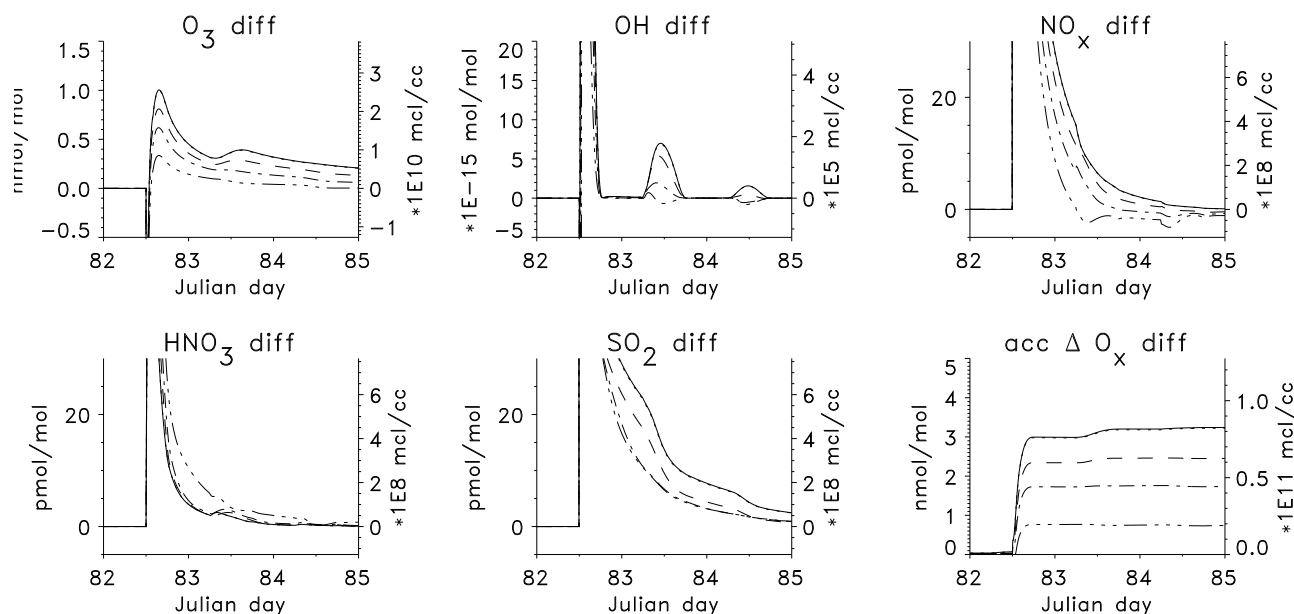 O3 diff
1.5
1.0
0.5
0.0
−0.5
nmol/mol
3
2
1
0
−1
*1E10 mcl/cc
82 83 84 85
Julian day
OH diff
20
15
10
5
0
−5
*1E−15 mol/mol
4
2
0
*1E5 mcl/cc
82 83 84 85
Julian day
NOx diff
20
0
pmol/mol
6
4
2
0
*1E8 mcl/cc
82 83 84 85
Julian day
HNO3 diff
20
0
pmol/mol
6
4
2
0
*1E8 mcl/cc
82 83 84 85
Julian day
SO2 diff
20
0
pmol/mol
6
4
2
0
*1E8 mcl/cc
82 83 84 85
Julian day
acc Δ Ox diff
5
4
3
2
1
0
nmol/mol
1.0
0.5
0.0
*1E11 mcl/cc
82 83 84 85
Julian day